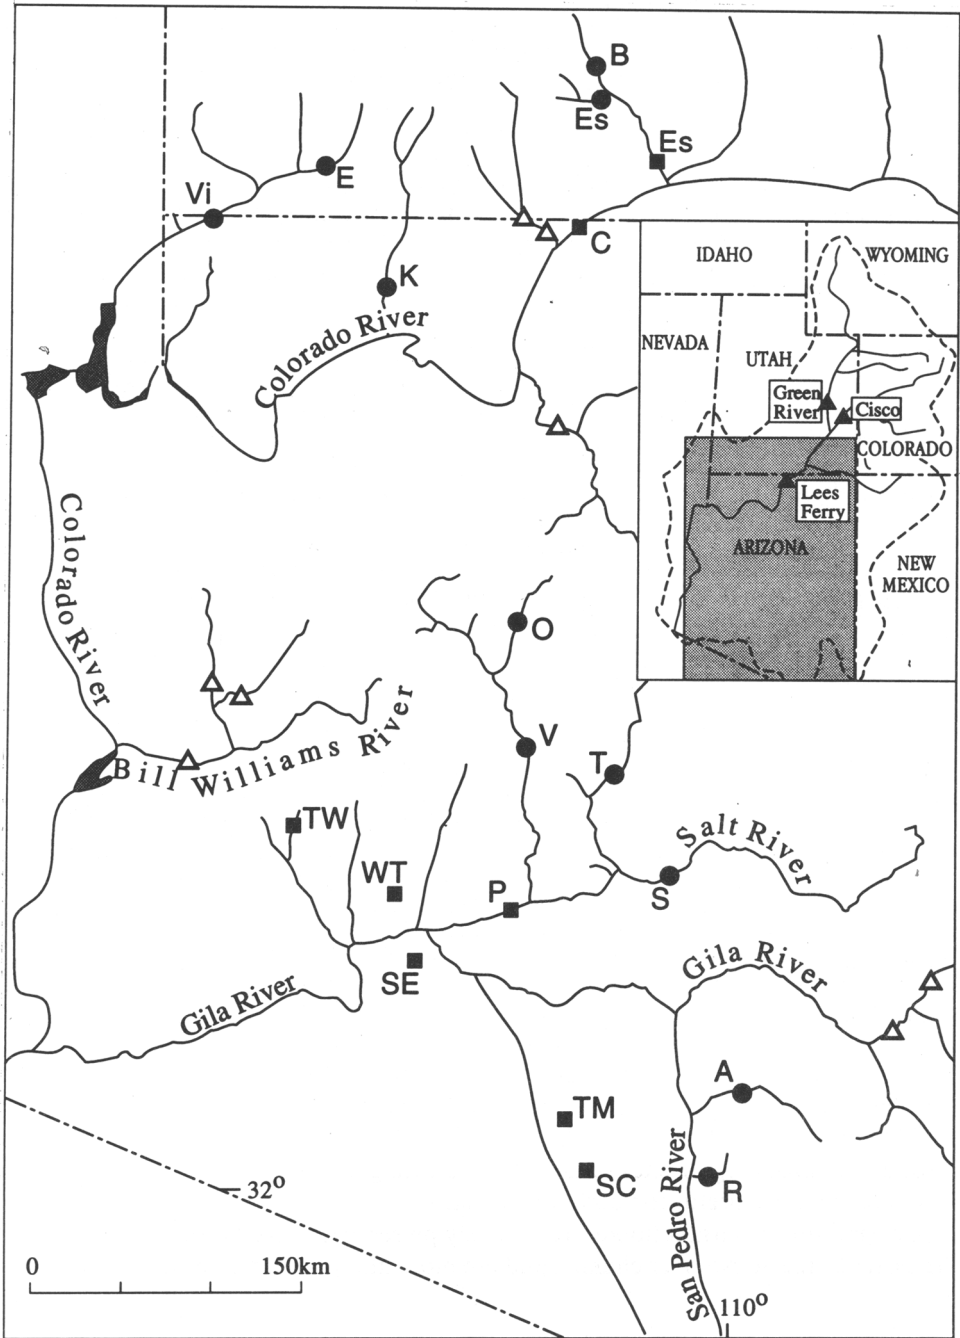 B
Es
Es
E
Vi
C
K
Colorado River
IDAHO
WYOMING
NEVADA
UTAH
Green
River
Cisco
COLORADO
Lees
Ferry
ARIZONA
NEW
MEXICO
Colorado River
O
V
T
Bill Williams River
TW
WT
P
S
Salt River
SE
Gila River
Gila River
A
TM
SC
R
San Pedro River
32º
0
150km
110º